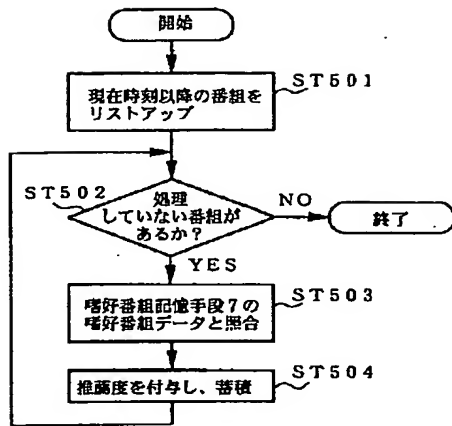 開始
ST501
現在時刻以降の番組を
リストアップ
ST502
処理
していない番組が
あるか?
NO
終了
YES
ST503
嗜好番組記憶手段7の
嗜好番組データと照合
ST504
推薦度を付与し、蓄積